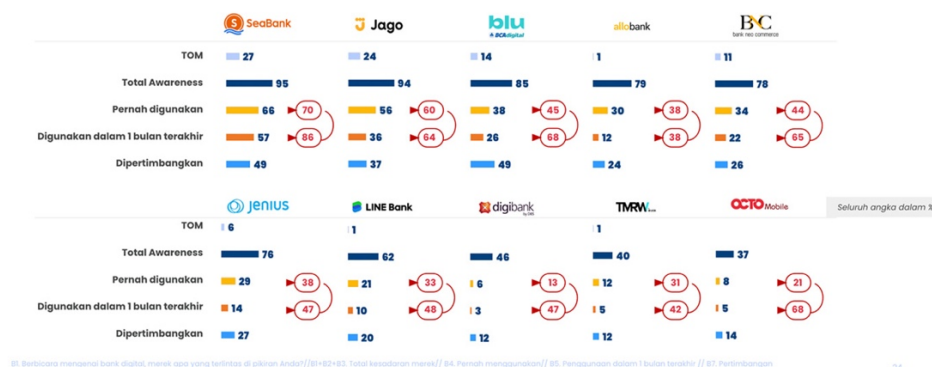 SeaBank Jago blu by BCA digital allobank BNC bank neo commerce
TOM 27 24 14 1 11
Total Awareness 95 94 85 79 78
Pernah digunakan 66 70 56 60 38 45 30 38 34 44
Digunakan dalam 1 bulan terakhir 57 86 36 64 26 68 12 38 22 65
Dipertimbangkan 49 37 49 24 26
Jenius LINE Bank digibank by DBS TMRW OCTO Mobile Seluruh angka dalam %
TOM 6 1 1
Total Awareness 76 62 46 40 37
Pernah digunakan 29 38 21 33 6 13 12 31 8 21
Digunakan dalam 1 bulan terakhir 14 47 10 48 3 47 5 42 5 68
Dipertimbangkan 27 20 12 12 14
B1. Berbicara mengenai bank digital, merek apa yang terlintas di pikiran Anda?//B1+B2+B3. Total kesadaran merek// B4. Pernah menggunakan// B5. Penggunaan dalam 1 bulan terakhir // B7. Pertimbangan